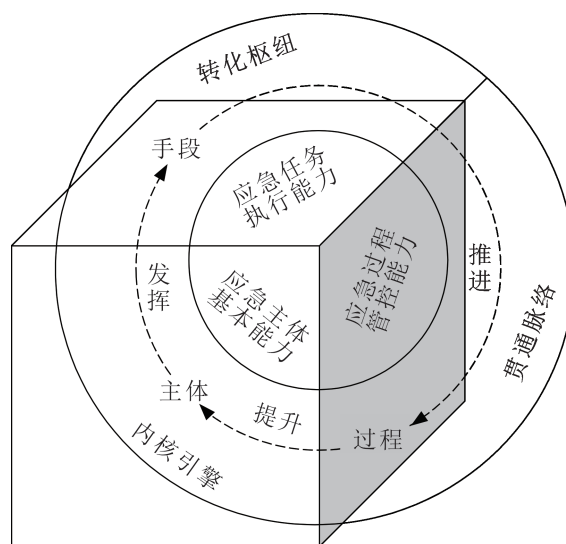 转化枢纽
手段
应急任务
执行能力
发挥
应急主体
基本能力
应急过程
应急
管控能力
推进
贯通脉络
主体
提升
过程
内核引擎